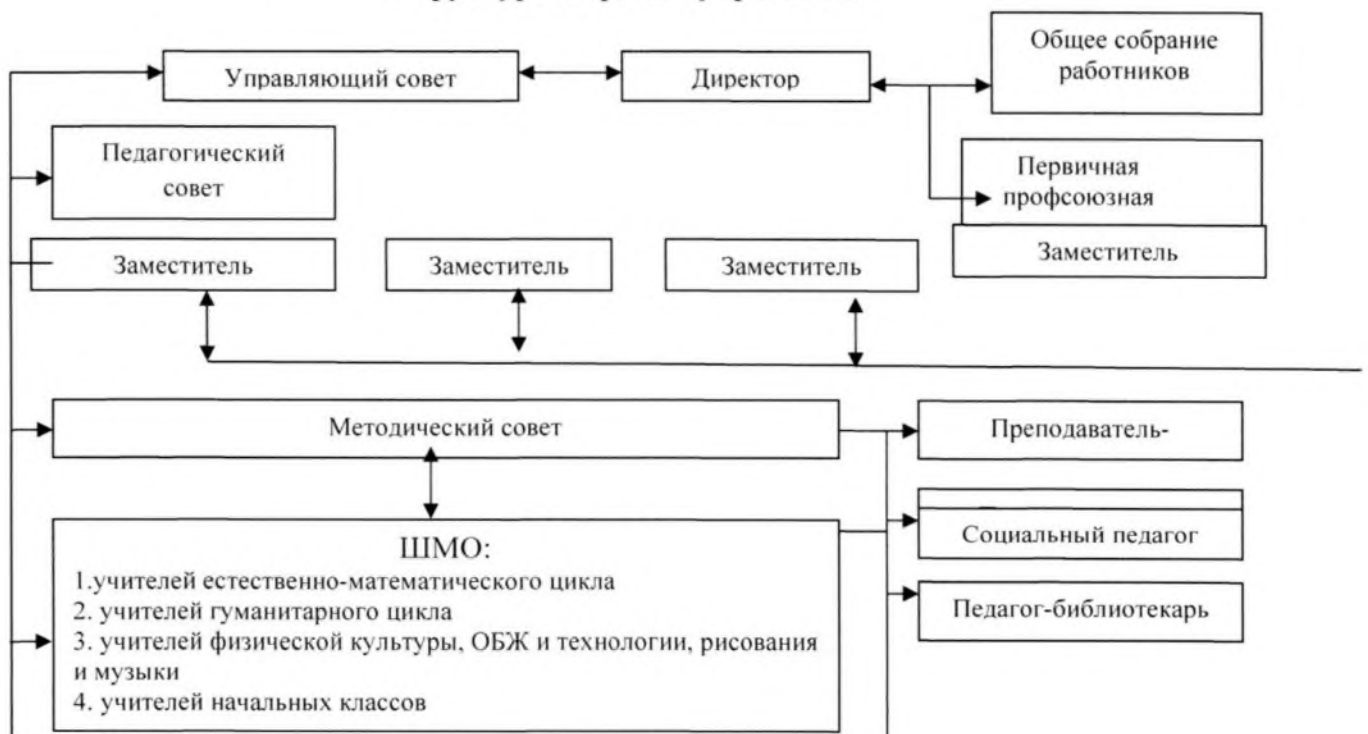 Управляющий совет
Директор
Общее собрание
работников
Педагогический
совет
Первичная
профсоюзная
Заместитель
Заместитель
Заместитель
Заместитель
Методический совет
Преподаватель-
Социальный педагог
ШМО:
1.учителей естественно-математического цикла
2. учителей гуманитарного цикла
3. учителей физической культуры, ОБЖ и технологии, рисования
и музыки
4. учителей начальных классов
Педагог-библиотекарь